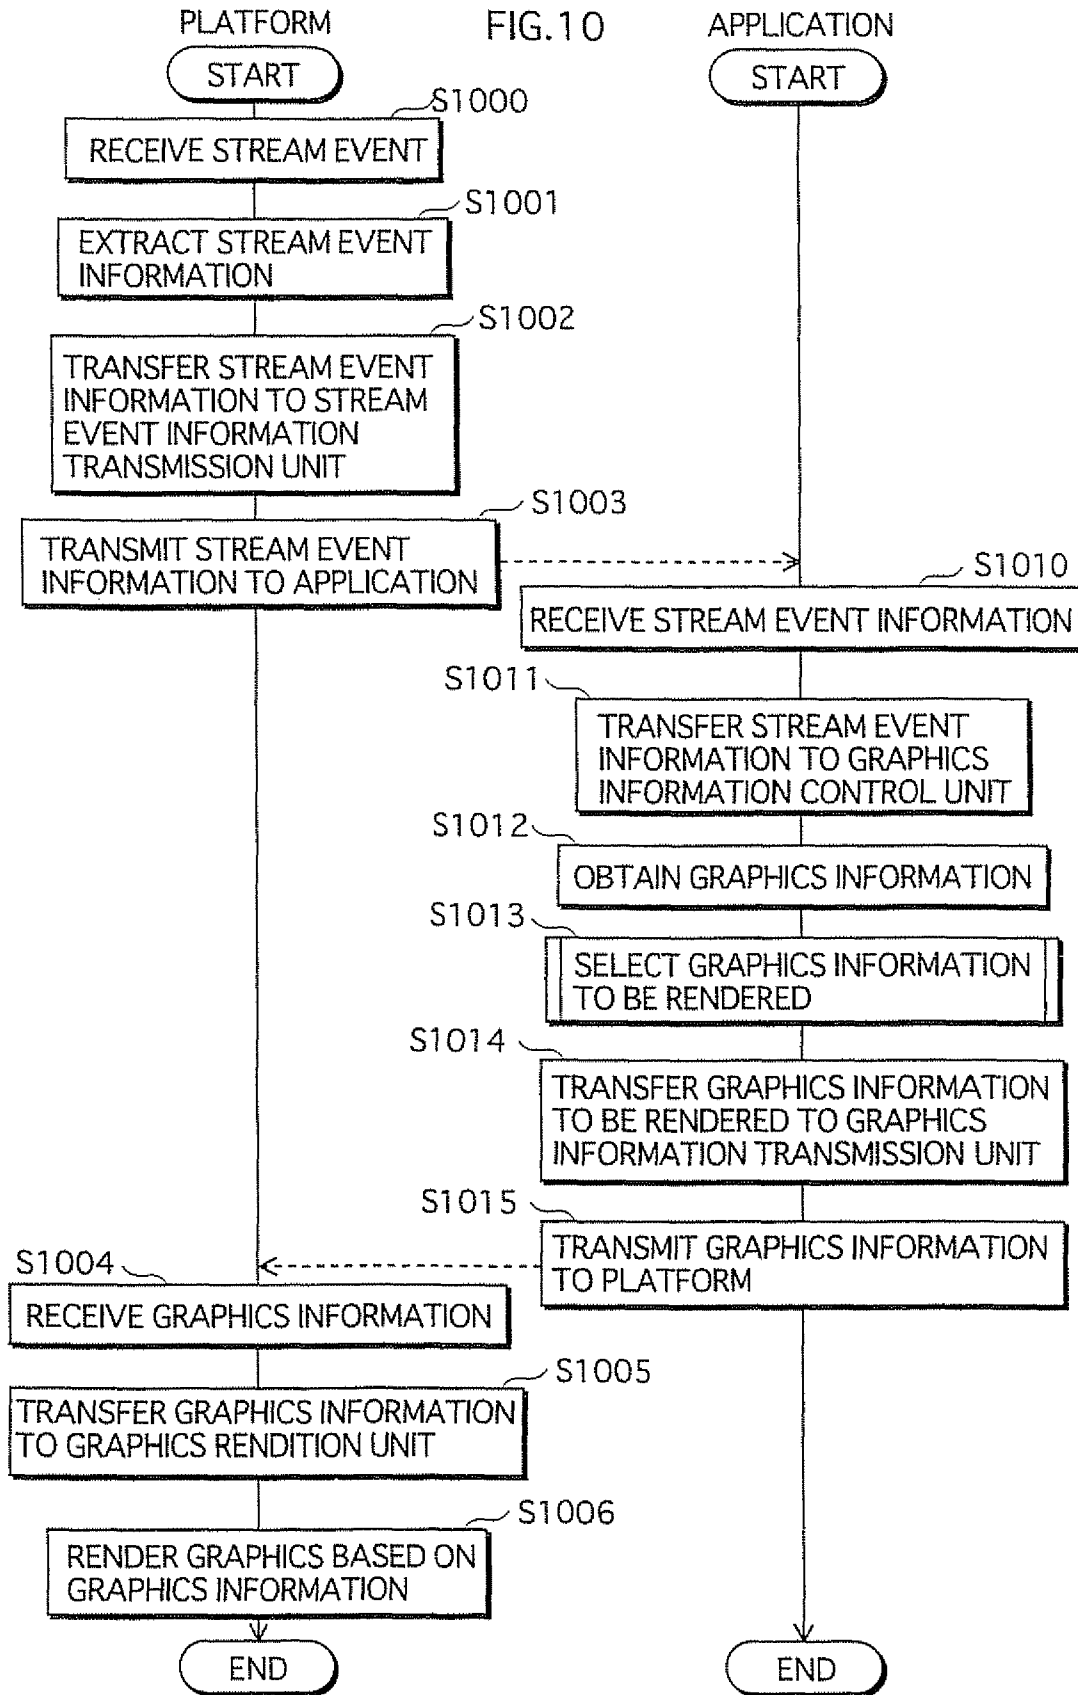 PLATFORM
FIG.10
APPLICATION
START
START
S1000
RECEIVE STREAM EVENT
S1001
EXTRACT STREAM EVENT
INFORMATION
S1002
TRANSFER STREAM EVENT
INFORMATION TO STREAM
EVENT INFORMATION
TRANSMISSION UNIT
S1003
TRANSMIT STREAM EVENT
INFORMATION TO APPLICATION
S1010
RECEIVE STREAM EVENT INFORMATION
S1011
TRANSFER STREAM EVENT
INFORMATION TO GRAPHICS
INFORMATION CONTROL UNIT
S1012
OBTAIN GRAPHICS INFORMATION
S1013
SELECT GRAPHICS INFORMATION
TO BE RENDERED
S1014
TRANSFER GRAPHICS INFORMATION
TO BE RENDERED TO GRAPHICS
INFORMATION TRANSMISSION UNIT
S1015
TRANSMIT GRAPHICS INFORMATION
TO PLATFORM
S1004
RECEIVE GRAPHICS INFORMATION
S1005
TRANSFER GRAPHICS INFORMATION
TO GRAPHICS RENDITION UNIT
S1006
RENDER GRAPHICS BASED ON
GRAPHICS INFORMATION
END
END